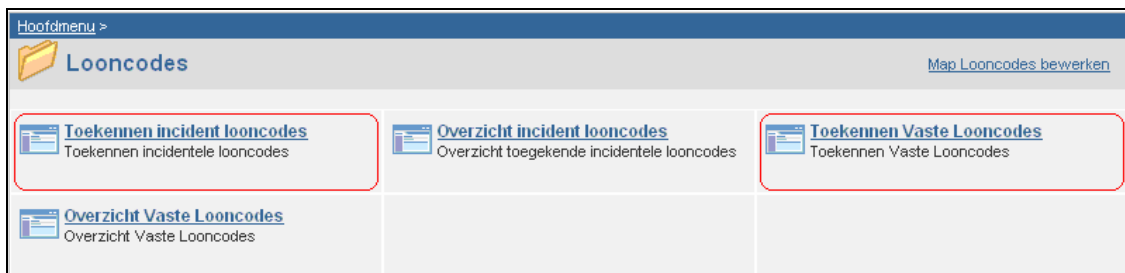 Hoofdmenu >
Looncodes
Map Looncodes bewerken
Toekennen incident looncodes
Toekennen incidentele looncodes
Overzicht incident looncodes
Overzicht toegekende incidentele looncodes
Toekennen Vaste Looncodes
Toekennen Vaste Looncodes
Overzicht Vaste Looncodes
Overzicht Vaste Looncodes